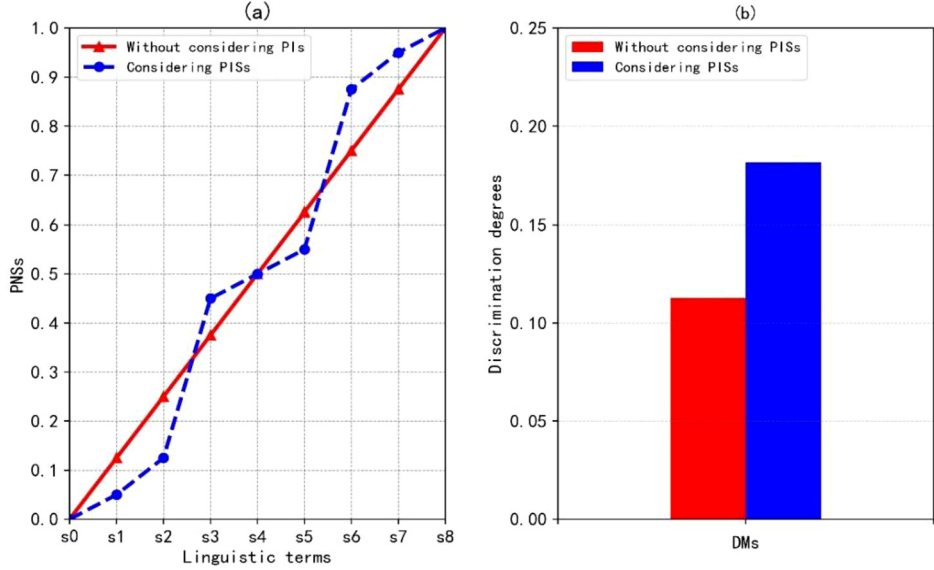 (a)
Without considering PIs
Considering PISs
PNSs
1.0
0.9
0.8
0.7
0.6
0.5
0.4
0.3
0.2
0.1
0.0
s0 s1 s2 s3 s4 s5 s6 s7 s8
Linguistic terms
(b)
Without considering PISs
Considering PISs
Discrimination degrees
0.25
0.20
0.15
0.10
0.05
0.00
DMs